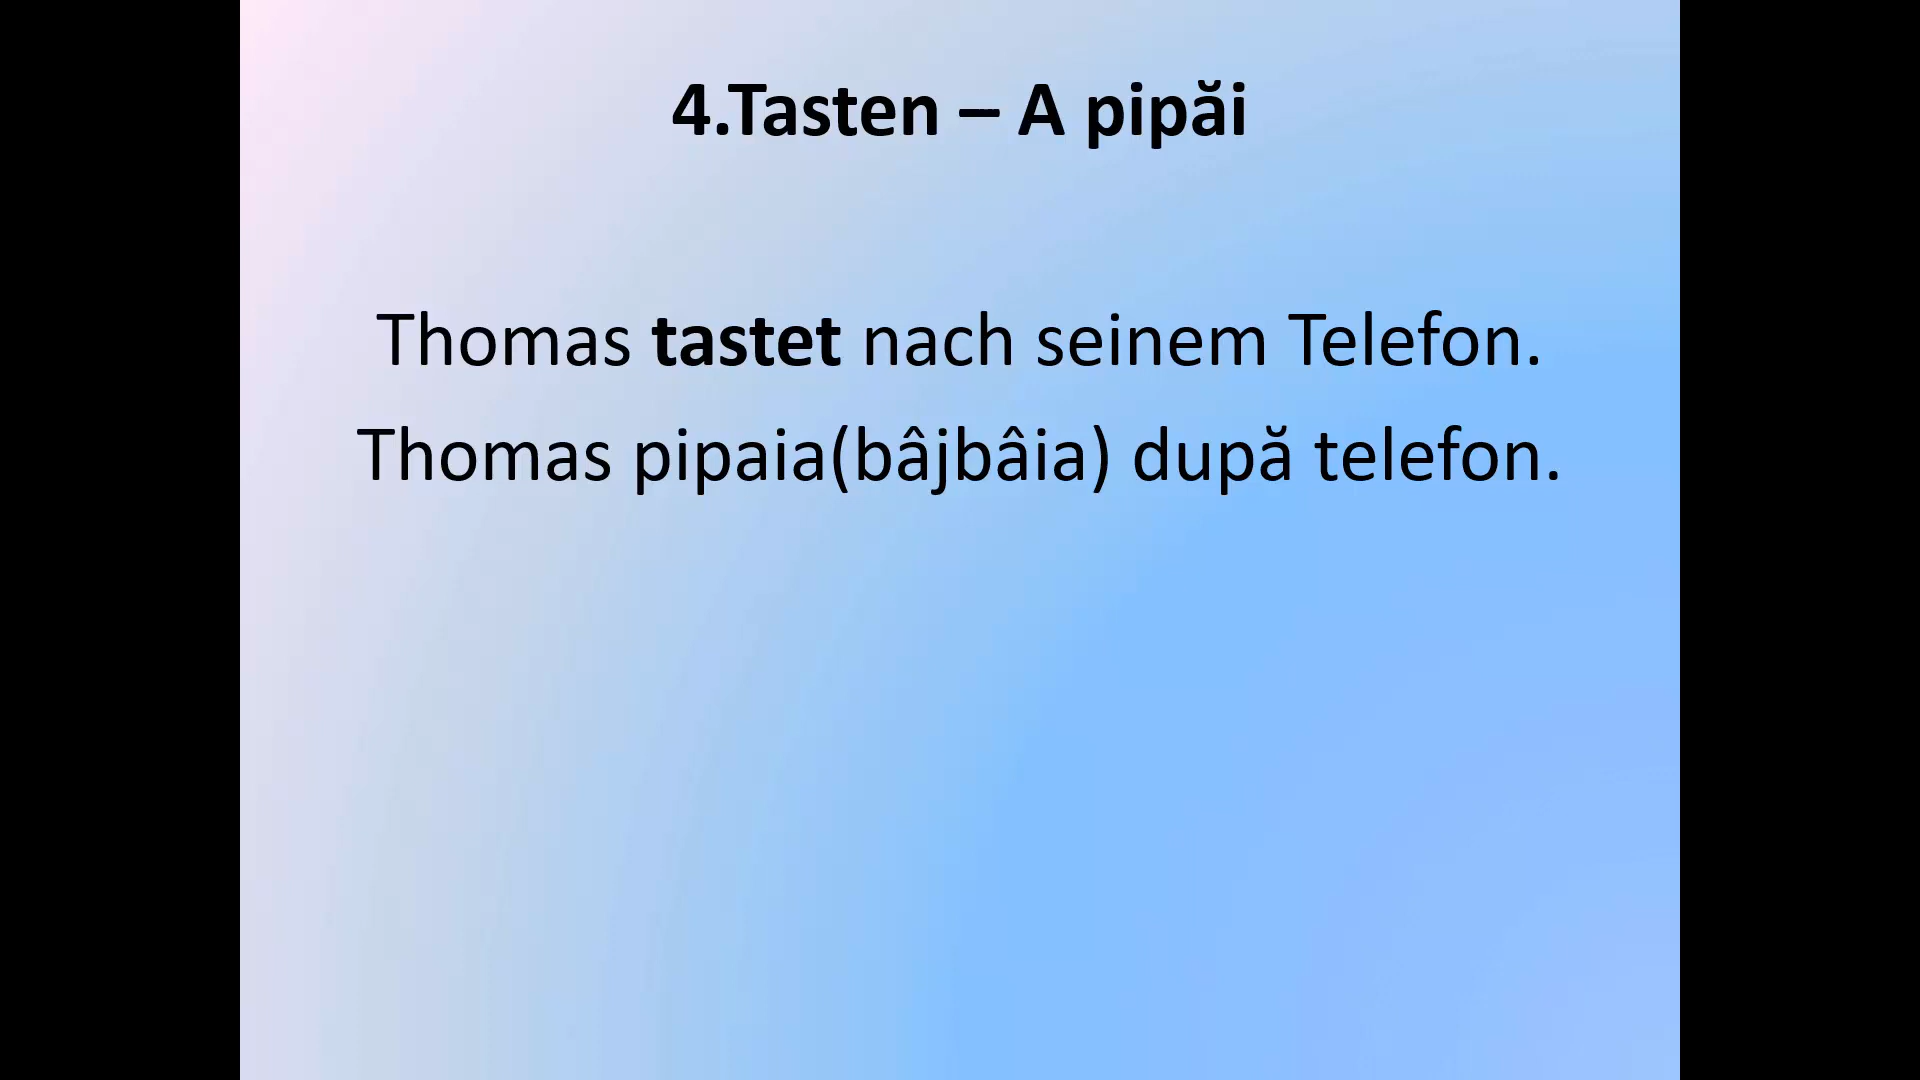 4.Tasten – A pipăi
Thomas tastet nach seinem Telefon.
Thomas pipaia(bâjbâia) după telefon.